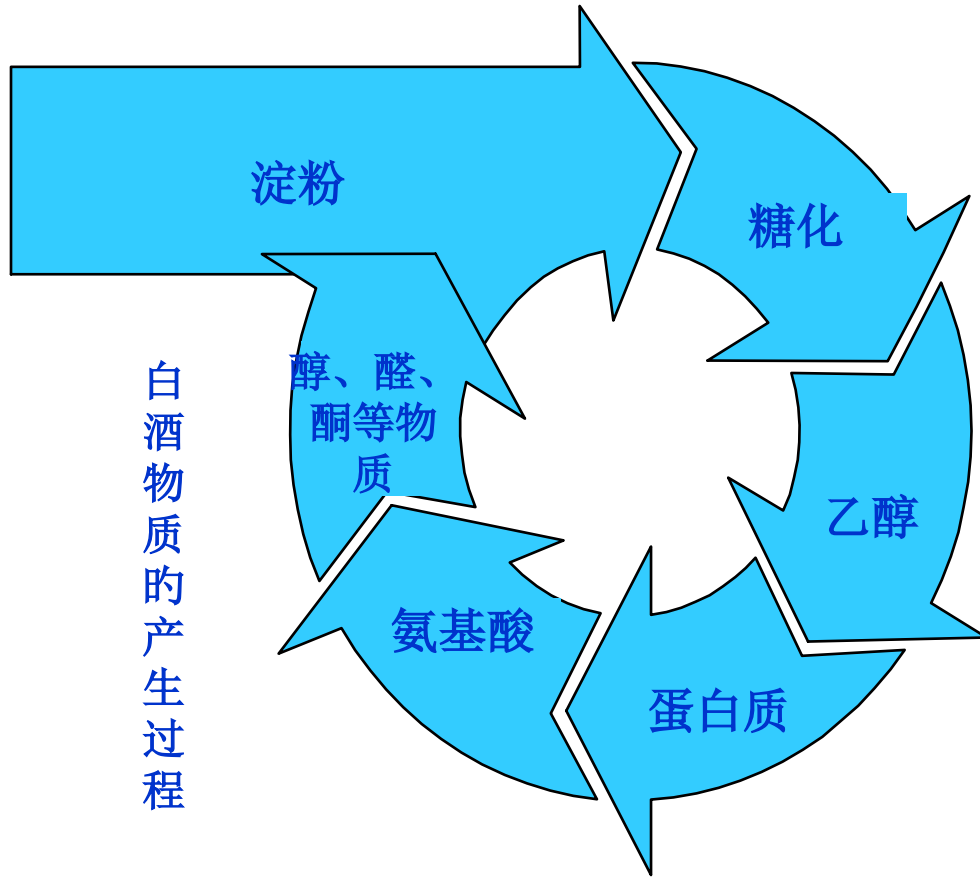 淀粉
糖化
乙醇
蛋白质
氨基酸
醇、醛、
酮等物
质
白酒物质旳产生过程